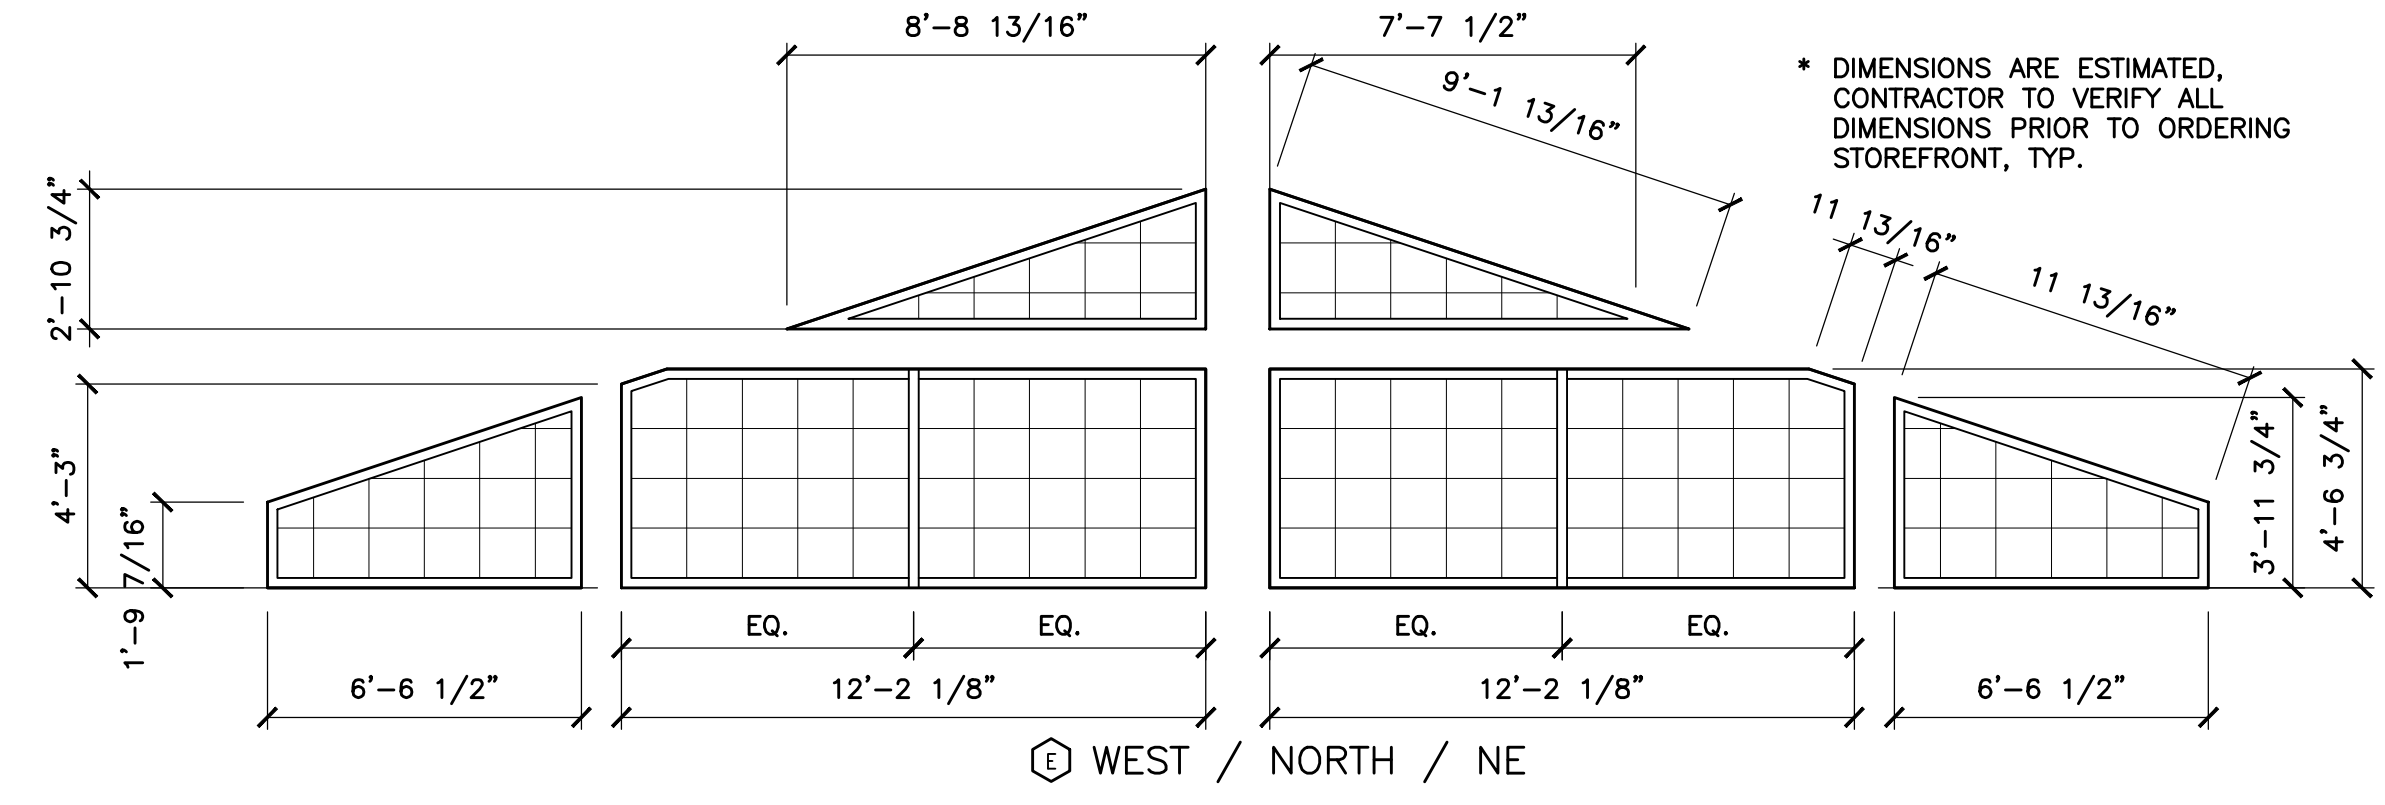 8'-8 13/16"
7'-7 1/2"
9'-1 13/16"
* DIMENSIONS ARE ESTIMATED,
CONTRACTOR TO VERIFY ALL
DIMENSIONS PRIOR TO ORDERING
STOREFRONT, TYP.
2'-10 3/4"
11 13/16"
11 13/16"
4'-3"
1'-9 7/16"
3'-11 3/4"
4'-6 3/4"
EQ.
EQ.
EQ.
EQ.
6'-6 1/2"
12'-2 1/8"
12'-2 1/8"
6'-6 1/2"
E WEST / NORTH / NE